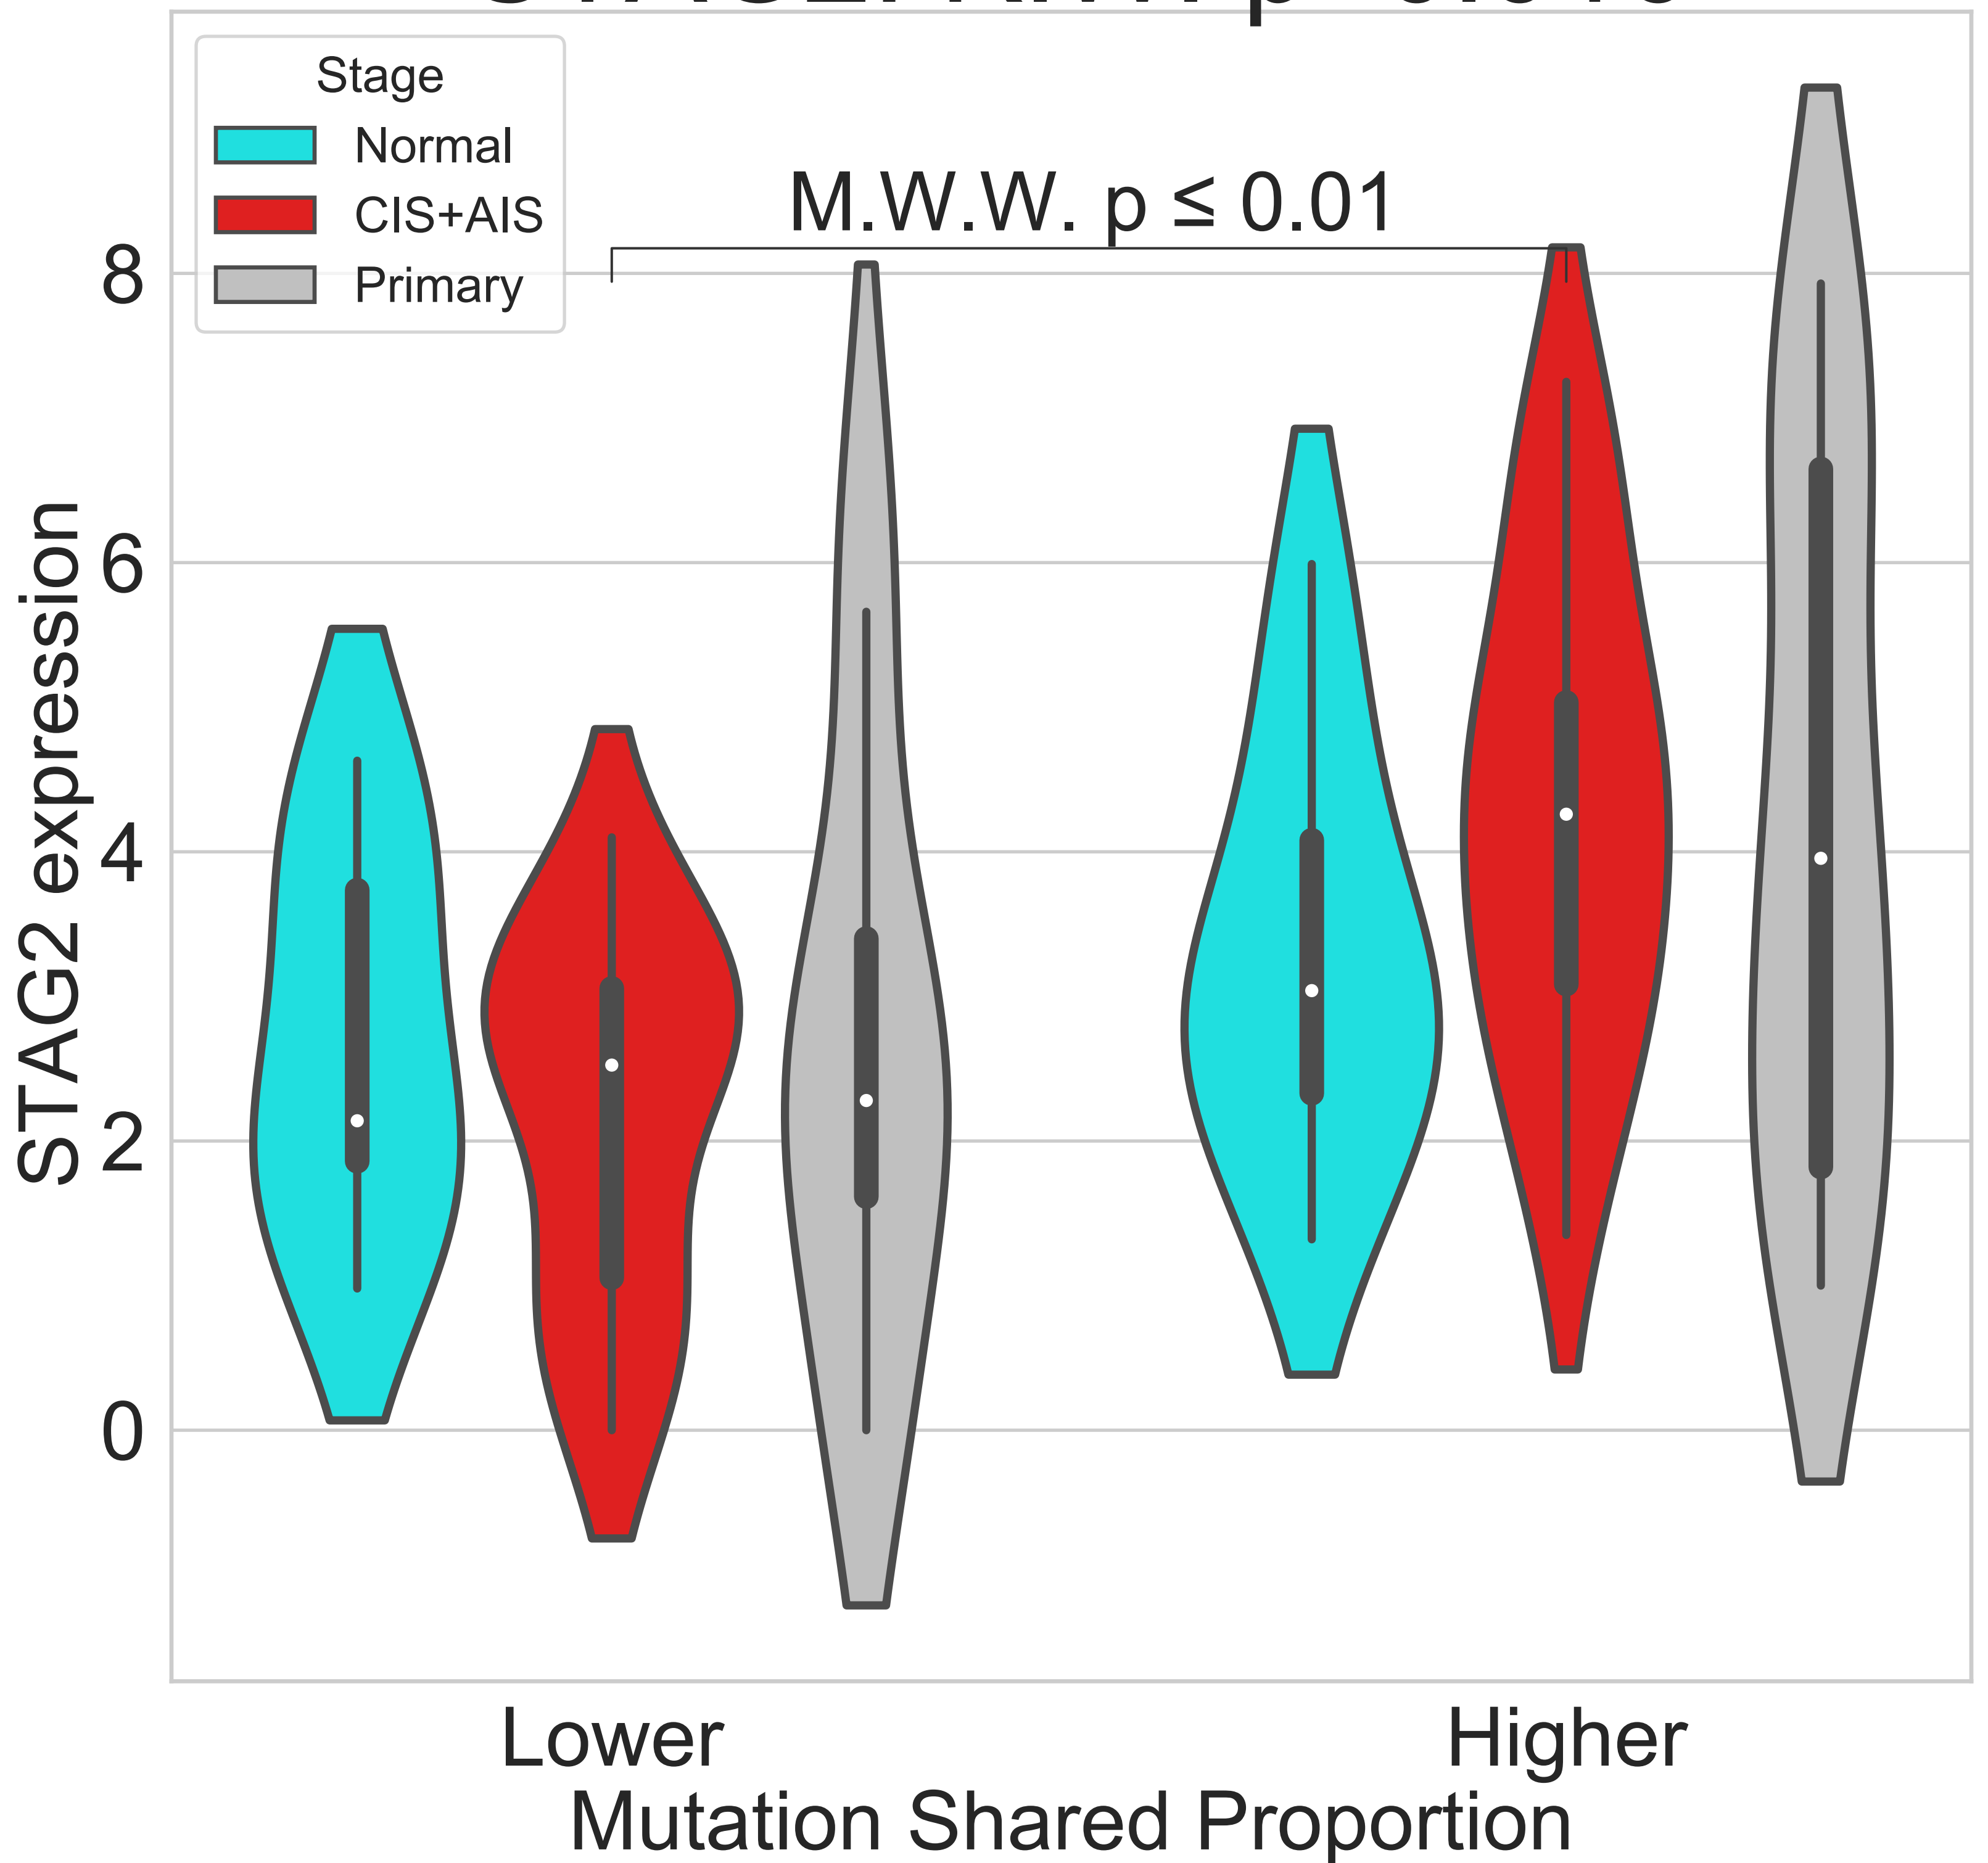 Stage
Normal
CIS+AIS
Primary
M.W.W. p ≤ 0.01
8
6
4
2
0
STAG2 expression
Lower
Higher
Mutation Shared Proportion